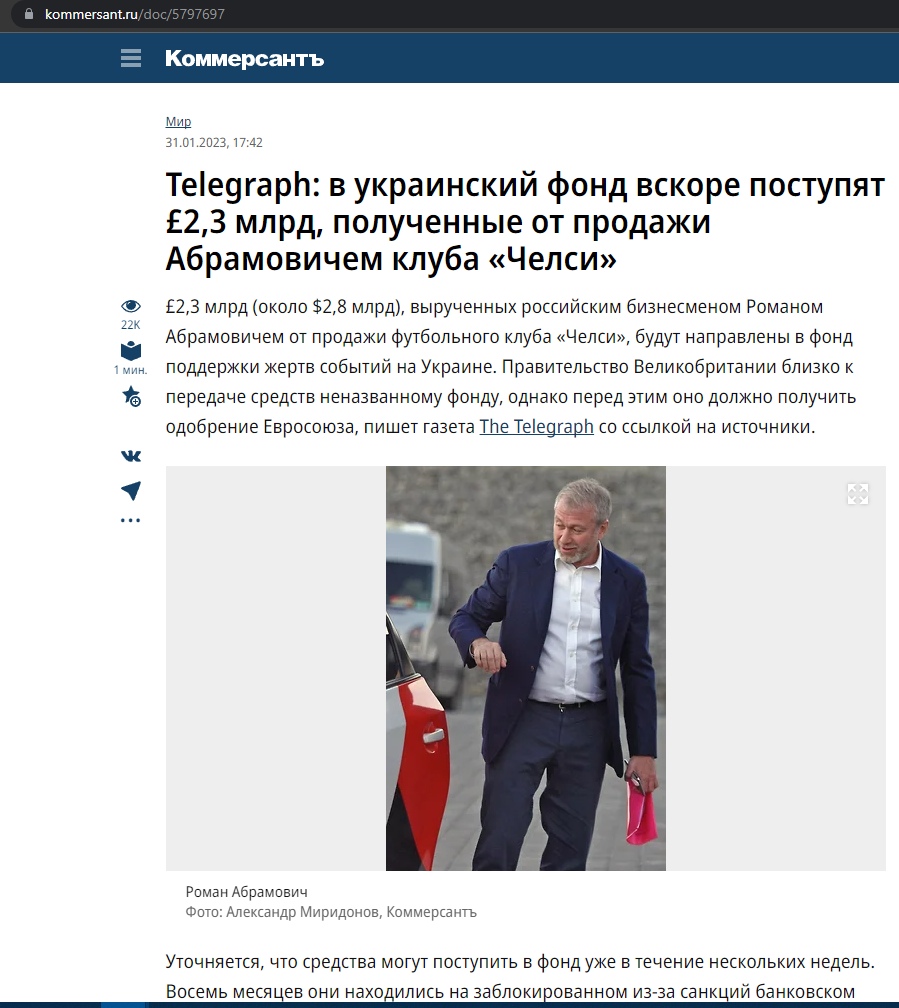 kommersant.ru/doc/5797697
Коммерсантъ
Мир
31.01.2023, 17:42
Telegraph: в украинский фонд вскоре поступят
£2,3 млрд, полученные от продажи
Абрамовичем клуба «Челси»
22K
1 мин.
£2,3 млрд (около $2,8 млрд), вырученных российским бизнесменом Романом
Абрамовичем от продажи футбольного клуба «Челси», будут направлены в фонд
поддержки жертв событий на Украине. Правительство Великобритании близко к
передаче средств неназванному фонду, однако перед этим оно должно получить
одобрение Евросоюза, пишет газета The Telegraph со ссылкой на источники.
Роман Абрамович
Фото: Александр Миридонов, Коммерсантъ
Уточняется, что средства могут поступить в фонд уже в течение нескольких недель.
Восемь месяцев они находились на заблокированном из-за санкций банковском